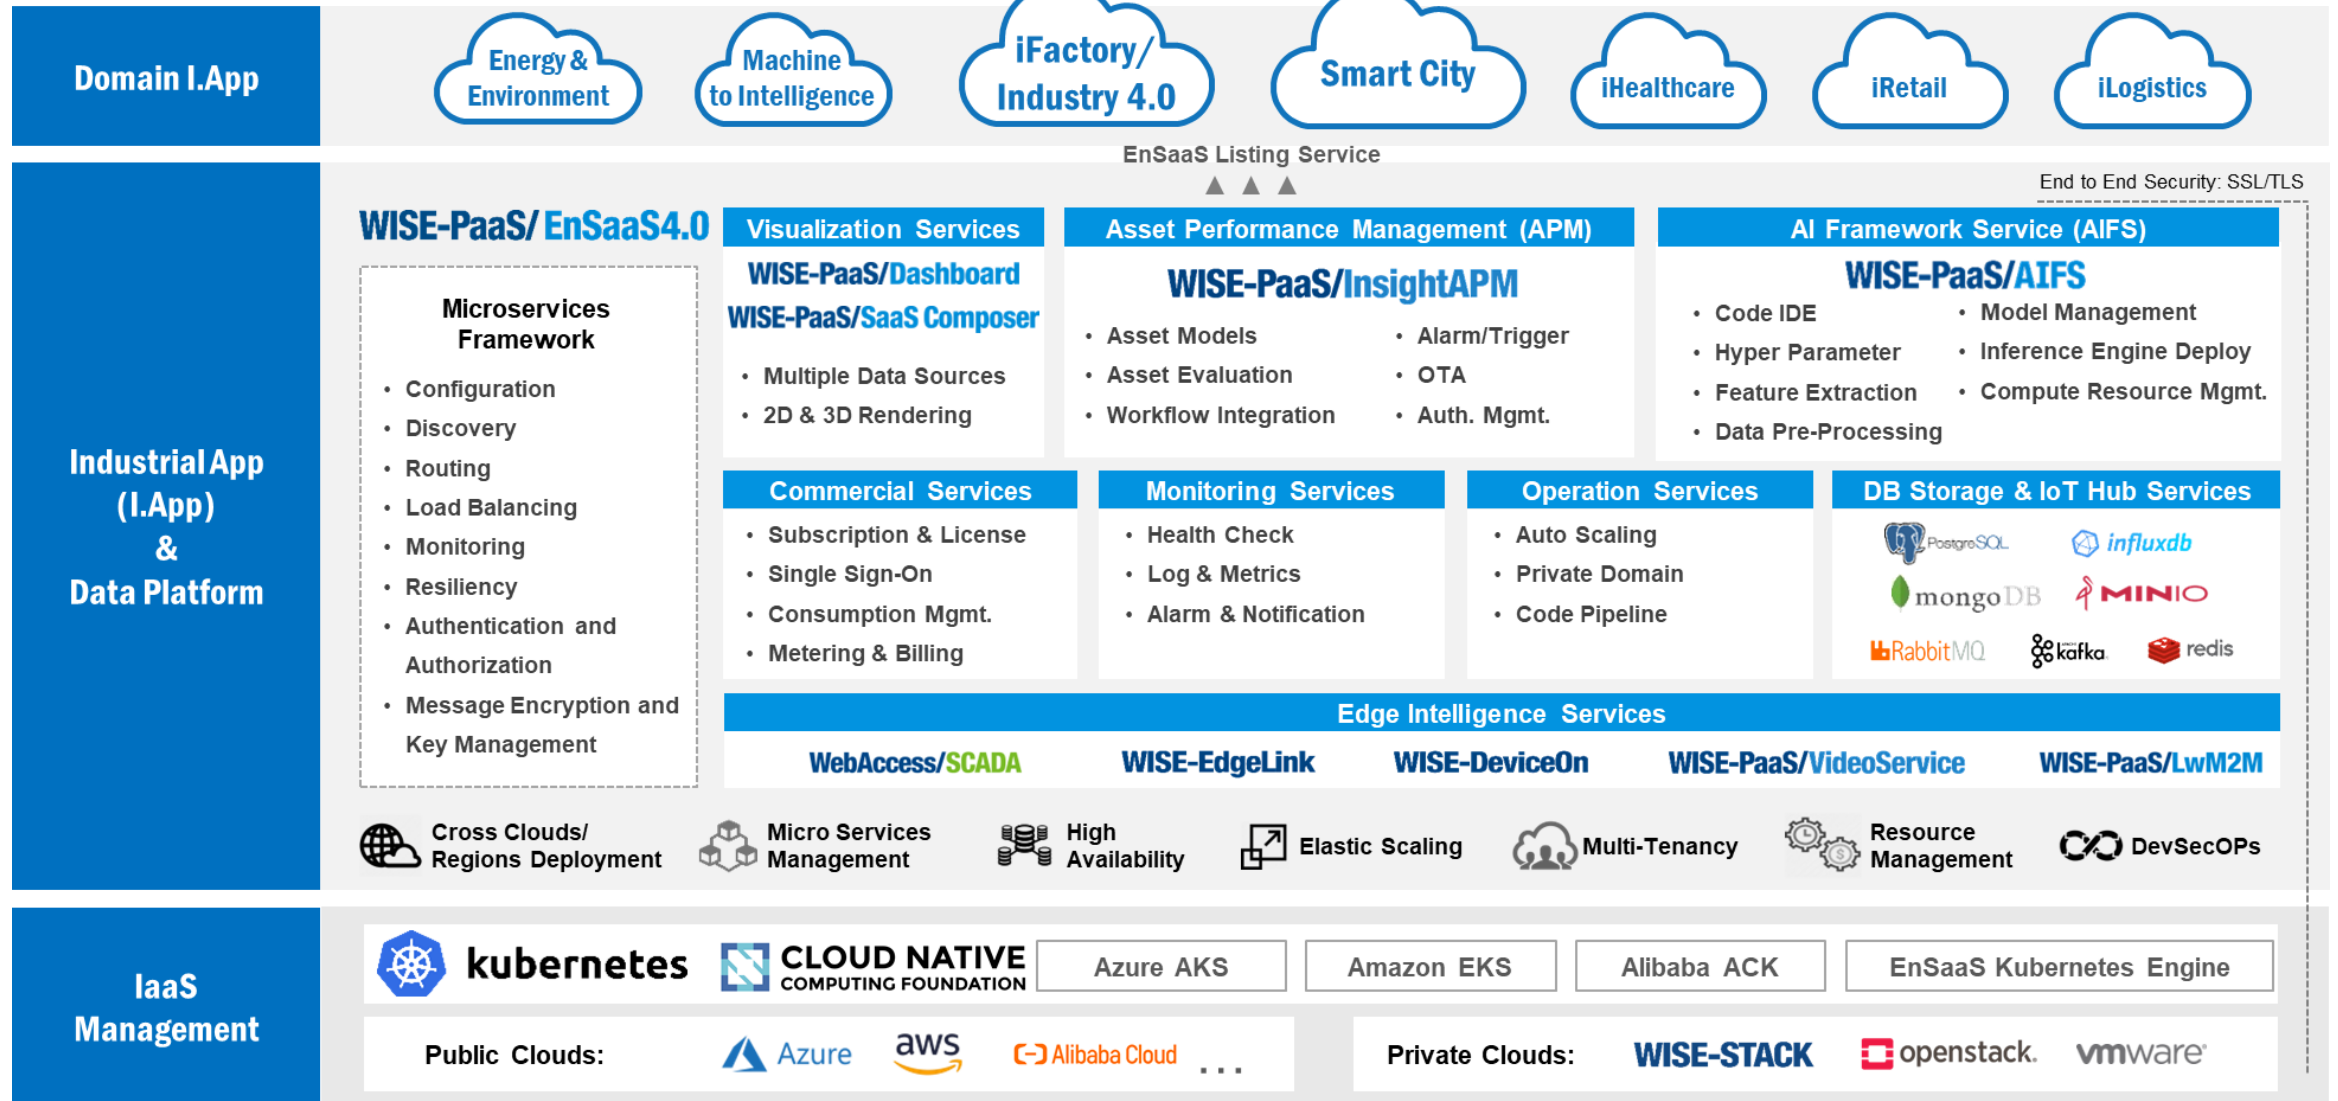 Domain I.App
Energy &
Environment
Machine
to Intelligence
iFactory/
Industry 4.0
Smart City
iHealthcare
iRetail
iLogistics
EnSaaS Listing Service
End to End Security: SSL/TLS
Industrial App
(I.App)
&
Data Platform
WISE-PaaS/EnSaaS4.0
Microservices
Framework
• Configuration
• Discovery
• Routing
• Load Balancing
• Monitoring
• Resiliency
• Authentication and
Authorization
• Message Encryption and
Key Management
Visualization Services
WISE-PaaS/Dashboard
WISE-PaaS/SaaS Composer
• Multiple Data Sources
• 2D & 3D Rendering
Asset Performance Management (APM)
WISE-PaaS/InsightAPM
• Asset Models
• Asset Evaluation
• Workflow Integration
• Alarm/Trigger
• OTA
• Auth. Mgmt.
AI Framework Service (AIFS)
WISE-PaaS/AIFS
• Code IDE
• Hyper Parameter
• Feature Extraction
• Data Pre-Processing
• Model Management
• Inference Engine Deploy
• Compute Resource Mgmt.
Commercial Services
• Subscription & License
• Single Sign-On
• Consumption Mgmt.
• Metering & Billing
Monitoring Services
• Health Check
• Log & Metrics
• Alarm & Notification
Operation Services
• Auto Scaling
• Private Domain
• Code Pipeline
DB Storage & IoT Hub Services
PostgreSQL
influxdb
mongoDB
MINIO
RabbitMQ
kafka
redis
Edge Intelligence Services
WebAccess/SCADA
WISE-EdgeLink
WISE-DeviceOn
WISE-PaaS/VideoService
WISE-PaaS/LwM2M
Cross Clouds/
Regions Deployment
Micro Services
Management
High
Availability
Elastic Scaling
Multi-Tenancy
Resource
Management
DevSecOPs
IaaS
Management
kubernetes
CLOUD NATIVE
COMPUTING FOUNDATION
Azure AKS
Amazon EKS
Alibaba ACK
EnSaaS Kubernetes Engine
Public Clouds:
Azure
aws
Alibaba Cloud
...
Private Clouds:
WISE-STACK
openstack.
vmware